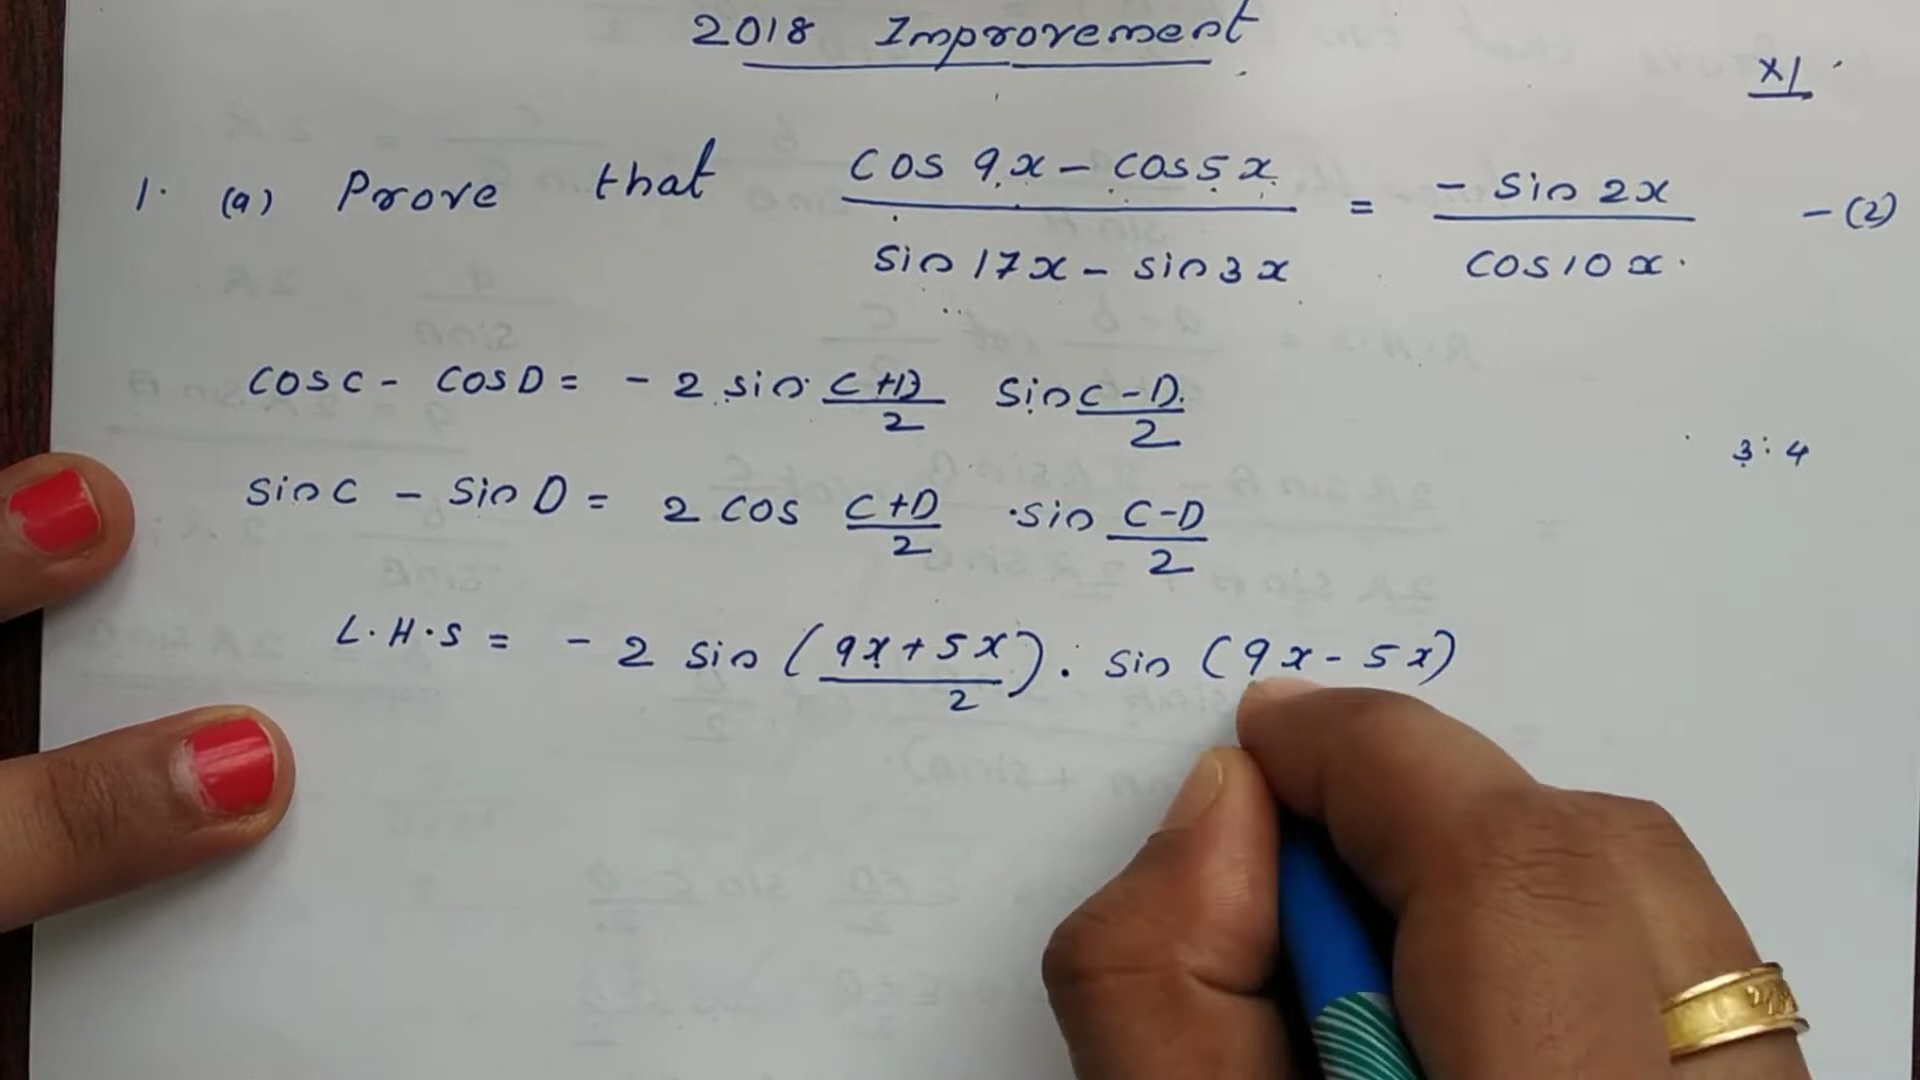 2018 Improvement
XI
1. (a) Prove that (cos 9x - cos 5x) / (sin 17x - sin 3x) = - sin 2x / cos 10x. - (2)
cos C - cos D = - 2 sin (C+D)/2 sin (C-D)/2
3:4
sin C - sin D = 2 cos (C+D)/2 . sin (C-D)/2
L.H.S = - 2 sin ((9x+5x)/2) . sin (9x - 5x)